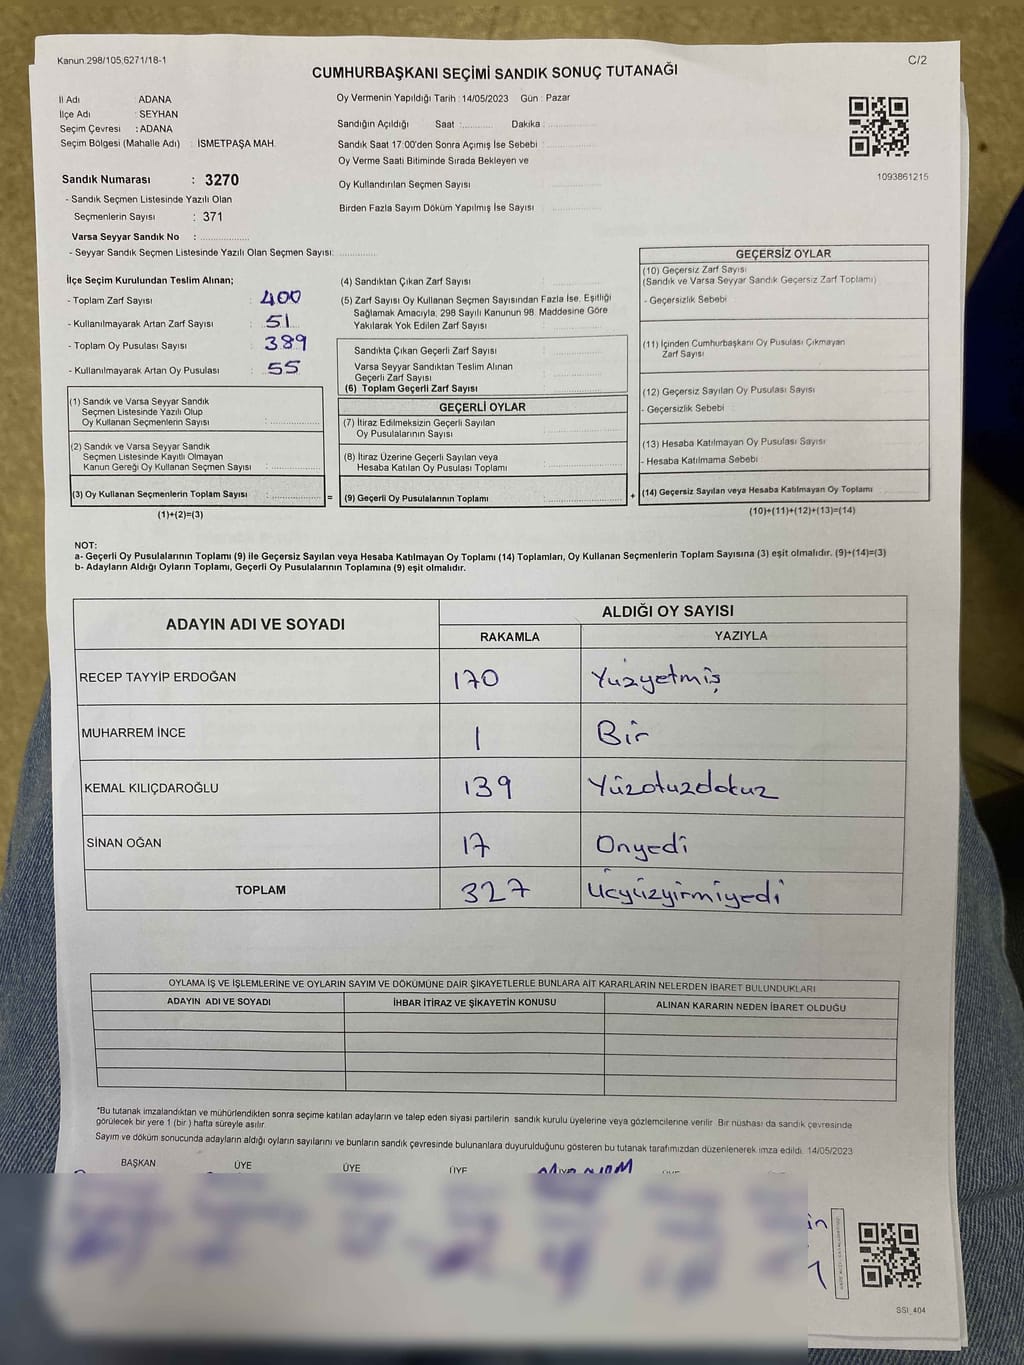 Kanun.298/105,6271/18-1
C/2
CUMHURBAŞKANI SEÇİMİ SANDIK SONUÇ TUTANAĞI
İl Adı : ADANA
İlçe Adı : SEYHAN
Seçim Çevresi : ADANA
Seçim Bölgesi (Mahalle Adı) : İSMETPAŞA MAH.
Sandık Numarası : 3270
- Sandık Seçmen Listesinde Yazılı Olan
Seçmenlerin Sayısı : 371
Varsa Seyyar Sandık No :
- Seyyar Sandık Seçmen Listesinde Yazılı Olan Seçmen Sayısı:
Oy Vermenin Yapıldığı Tarih : 14/05/2023 Gün : Pazar
Sandığın Açıldığı Saat : Dakika :
Sandık Saat 17:00'den Sonra Açımış İse Sebebi :
Oy Verme Saati Bitiminde Sırada Bekleyen ve
Oy Kullandırılan Seçmen Sayısı
Birden Fazla Sayım Döküm Yapılmış İse Sayısı
1093861215
İlçe Seçim Kurulundan Teslim Alınan;
- Toplam Zarf Sayısı : 400
- Kullanılmayarak Artan Zarf Sayısı : 51
- Toplam Oy Pusulası Sayısı : 389
- Kullanılmayarak Artan Oy Pusulası : 55
(1) Sandık ve Varsa Seyyar Sandık
Seçmen Listesinde Yazılı Olup
Oy Kullanan Seçmenlerin Sayısı :
(2) Sandık ve Varsa Seyyar Sandık
Seçmen Listesinde Kayıtlı Olmayan
Kanun Gereği Oy Kullanan Seçmen Sayısı :
(3) Oy Kullanan Seçmenlerin Toplam Sayısı :
(1)+(2)=(3)
=
(4) Sandıktan Çıkan Zarf Sayısı
(5) Zarf Sayısı Oy Kullanan Seçmen Sayısından Fazla İse, Eşitliği
Sağlamak Amacıyla; 298 Sayılı Kanunun 98. Maddesine Göre
Yakılarak Yok Edilen Zarf Sayısı
Sandıkta Çıkan Geçerli Zarf Sayısı
Varsa Seyyar Sandıktan Teslim Alınan
Geçerli Zarf Sayısı
(6) Toplam Geçerli Zarf Sayısı
GEÇERLİ OYLAR
(7) İtiraz Edilmeksizin Geçerli Sayılan
Oy Pusulalarının Sayısı
(8) İtiraz Üzerine Geçerli Sayılan veya
Hesaba Katılan Oy Pusulası Toplamı
(9) Geçerli Oy Pusulalarının Toplamı
+
GEÇERSİZ OYLAR
(10) Geçersiz Zarf Sayısı
(Sandık ve Varsa Seyyar Sandık Geçersiz Zarf Toplamı)
- Geçersizlik Sebebi :
(11) İçinden Cumhurbaşkanı Oy Pusulası Çıkmayan
Zarf Sayısı
(12) Geçersiz Sayılan Oy Pusulası Sayısı
- Geçersizlik Sebebi :
(13) Hesaba Katılmayan Oy Pusulası Sayısı
- Hesaba Katılmama Sebebi :
(14) Geçersiz Sayılan veya Hesaba Katılmayan Oy Toplamı
(10)+(11)+(12)+(13)=(14)
NOT:
a- Geçerli Oy Pusulalarının Toplamı (9) ile Geçersiz Sayılan veya Hesaba Katılmayan Oy Toplamı (14) Toplamları, Oy Kullanan Seçmenlerin Toplam Sayısına (3) eşit olmalıdır. (9)+(14)=(3)
b- Adayların Aldığı Oyların Toplamı, Geçerli Oy Pusulalarının Toplamına (9) eşit olmalıdır.
ADAYIN ADI VE SOYADI
ALDIĞI OY SAYISI
RAKAMLA YAZIYLA
RECEP TAYYİP ERDOĞAN 170 Yüzyetmiş
MUHARREM İNCE 1 Bir
KEMAL KILIÇDAROĞLU 139 Yüzotuzdokuz
SİNAN OĞAN 17 Onyedi
TOPLAM 327 Ücyüzyirmiyedi
OYLAMA İŞ VE İŞLEMLERİNE VE OYLARIN SAYIM VE DÖKÜMÜNE DAİR ŞİKAYETLERLE BUNLARA AİT KARARLARIN NELERDEN İBARET BULUNDUKLARI
ADAYIN ADI VE SOYADI İHBAR İTİRAZ VE ŞİKAYETİN KONUSU ALINAN KARARIN NEDEN İBARET OLDUĞU
*Bu tutanak imzalandıktan ve mühürlendikten sonra seçime katılan adayların ve talep eden siyasi partilerin sandık kurulu üyelerine veya gözlemcilerine verilir. Bir nüshası da sandık çevresinde
görülecek bir yere 1 (bir) hafta süreyle asılır.
Sayım ve döküm sonucunda adayların aldığı oyların sayılarını ve bunların sandık çevresinde bulunanlara duyurulduğunu gösteren bu tutanak tarafımızdan düzenlenerek imza edildi. 14/05/2023
BAŞKAN ÜYE ÜYE ÜYE
SSI_404